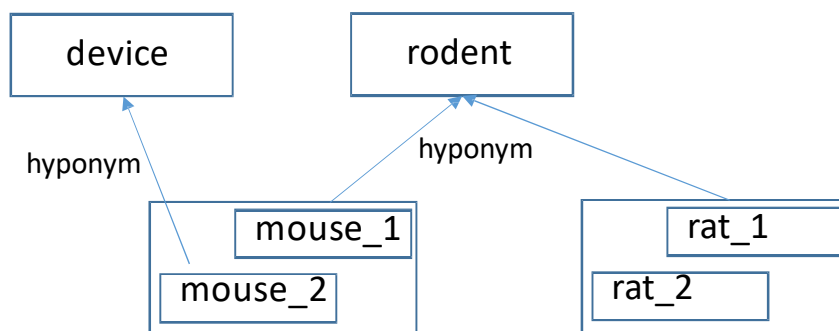 device
rodent
hyponym
hyponym
mouse_1
rat_1
mouse_2
rat_2